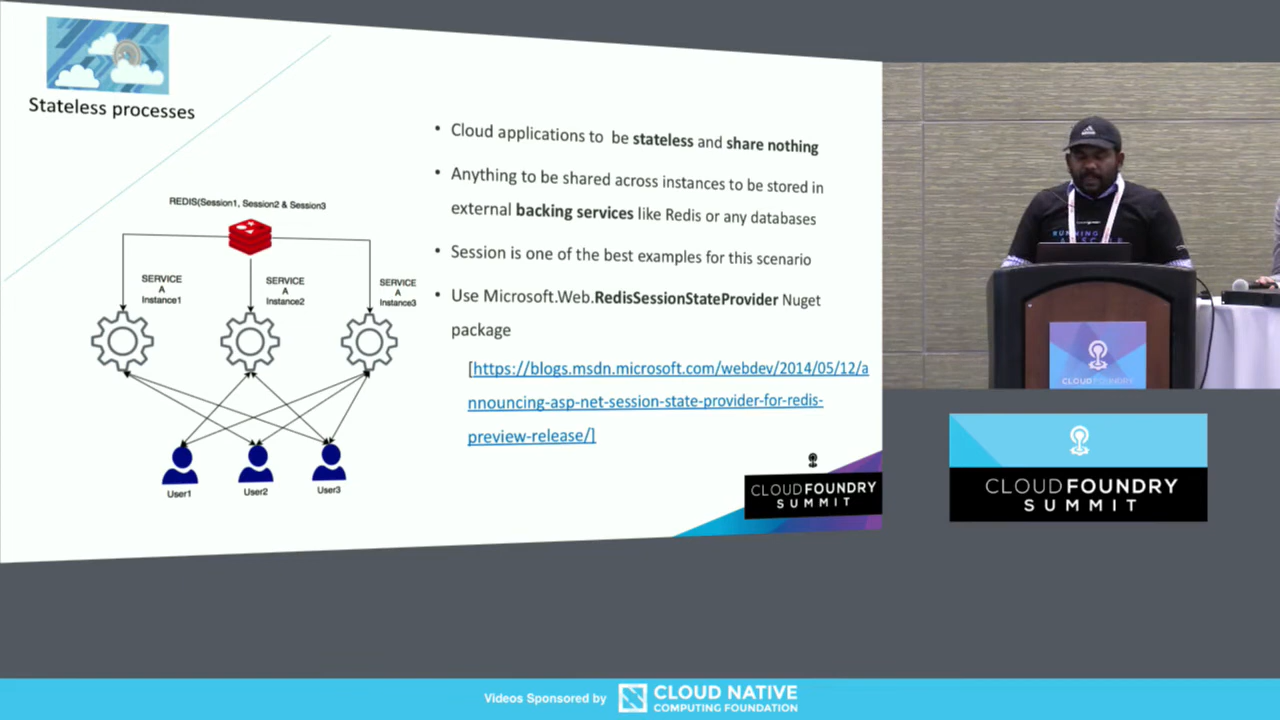 Stateless processes
REDIS(Session1, Session2 & Session3
SERVICE
A
Instance1
SERVICE
A
Instance2
SERVICE
A
Instance3
User1
User2
User3
• Cloud applications to be stateless and share nothing
• Anything to be shared across instances to be stored in
external backing services like Redis or any databases
• Session is one of the best examples for this scenario
• Use Microsoft.Web.RedisSessionStateProvider Nuget
package
[https://blogs.msdn.microsoft.com/webdev/2014/05/12/a
nnouncing-asp-net-session-state-provider-for-redis-
preview-release/]
CLOUDFOUNDRY
SUMMIT
RUNNING
CLOUDFOUNDRY
CLOUDFOUNDRY
SUMMIT
Videos Sponsored by
CLOUD NATIVE
COMPUTING FOUNDATION